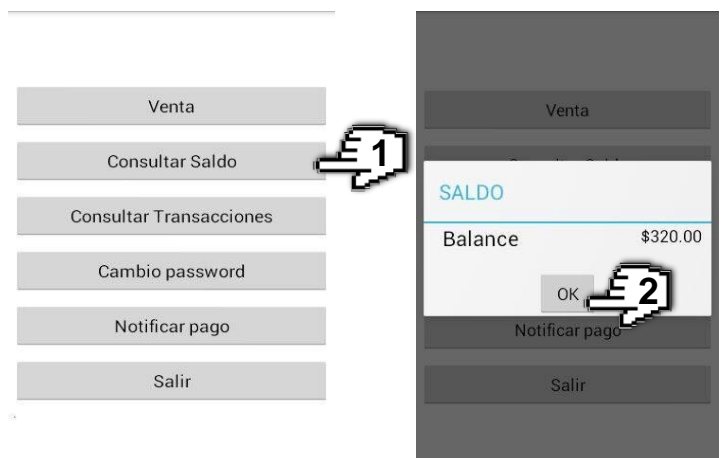 Venta
Consultar Saldo
1
Consultar Transacciones
Cambio password
Notificar pago
Salir
Venta
SALDO
Balance $320.00
OK
2
Notificar pago
Salir